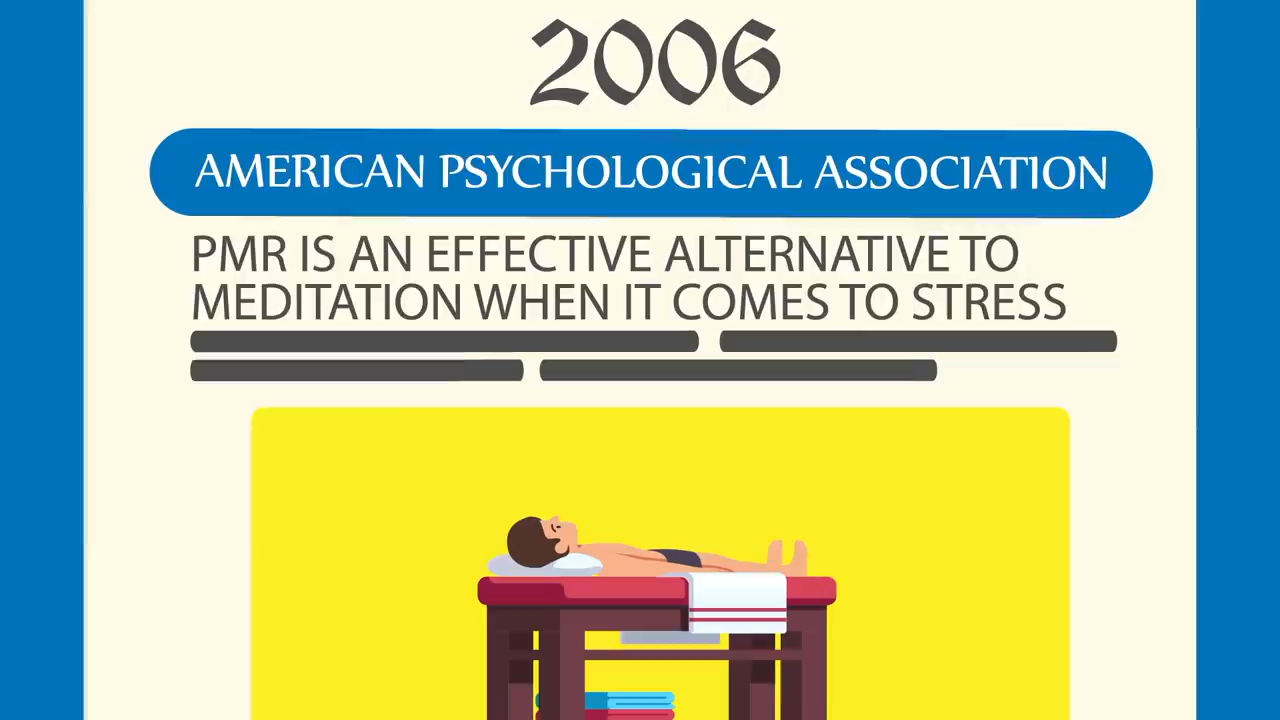 2006
AMERICAN PSYCHOLOGICAL ASSOCIATION
PMR IS AN EFFECTIVE ALTERNATIVE TO
MEDITATION WHEN IT COMES TO STRESS